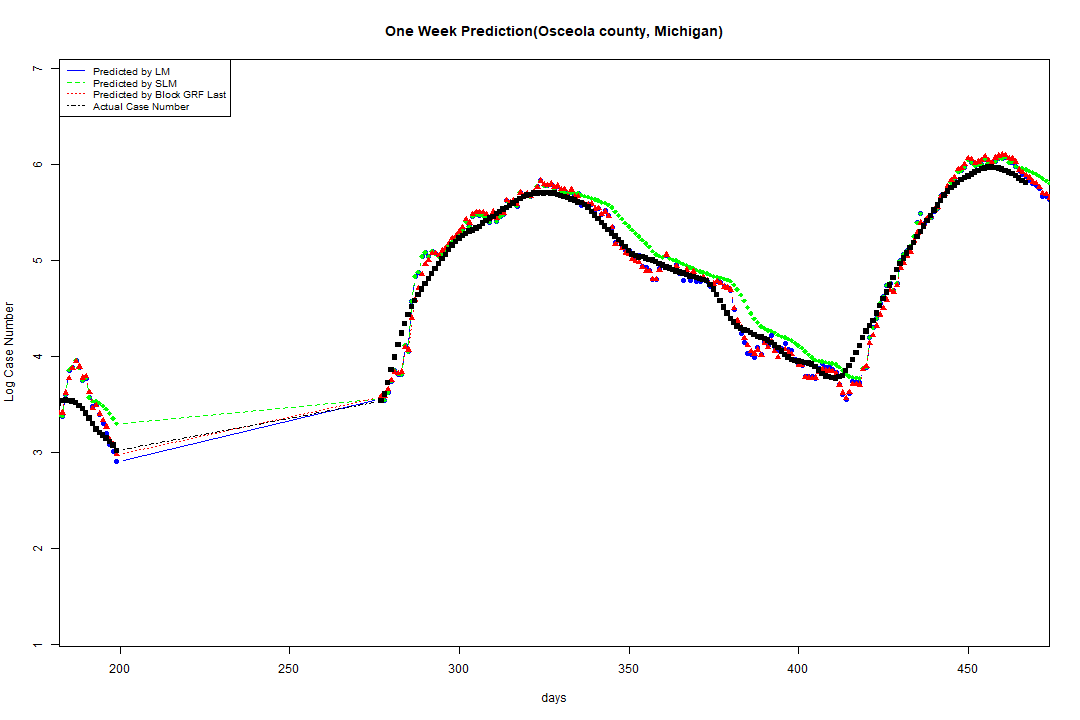 One Week Prediction(Osceola county, Michigan)
Predicted by LM
Predicted by SLM
Predicted by Block GRF Last
Actual Case Number
7
6
5
4
3
2
1
Log Case Number
200 250 300 350 400 450
days